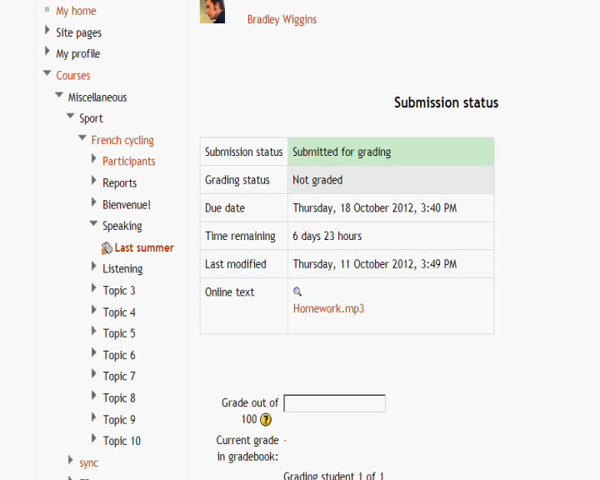 My home
Site pages
My profile
Courses
Miscellaneous
Sport
French cycling
Participants
Reports
Bienvenue!
Speaking
Last summer
Listening
Topic 3
Topic 4
Topic 5
Topic 6
Topic 7
Topic 8
Topic 9
Topic 10
sync
Bradley Wiggins
Submission status
Submission status Submitted for grading
Grading status Not graded
Due date Thursday, 18 October 2012, 3:40 PM
Time remaining 6 days 23 hours
Last modified Thursday, 11 October 2012, 3:49 PM
Online text
Homework.mp3
Grade out of
100 ?
Current grade -
in gradebook:
Grading student 1 of 1